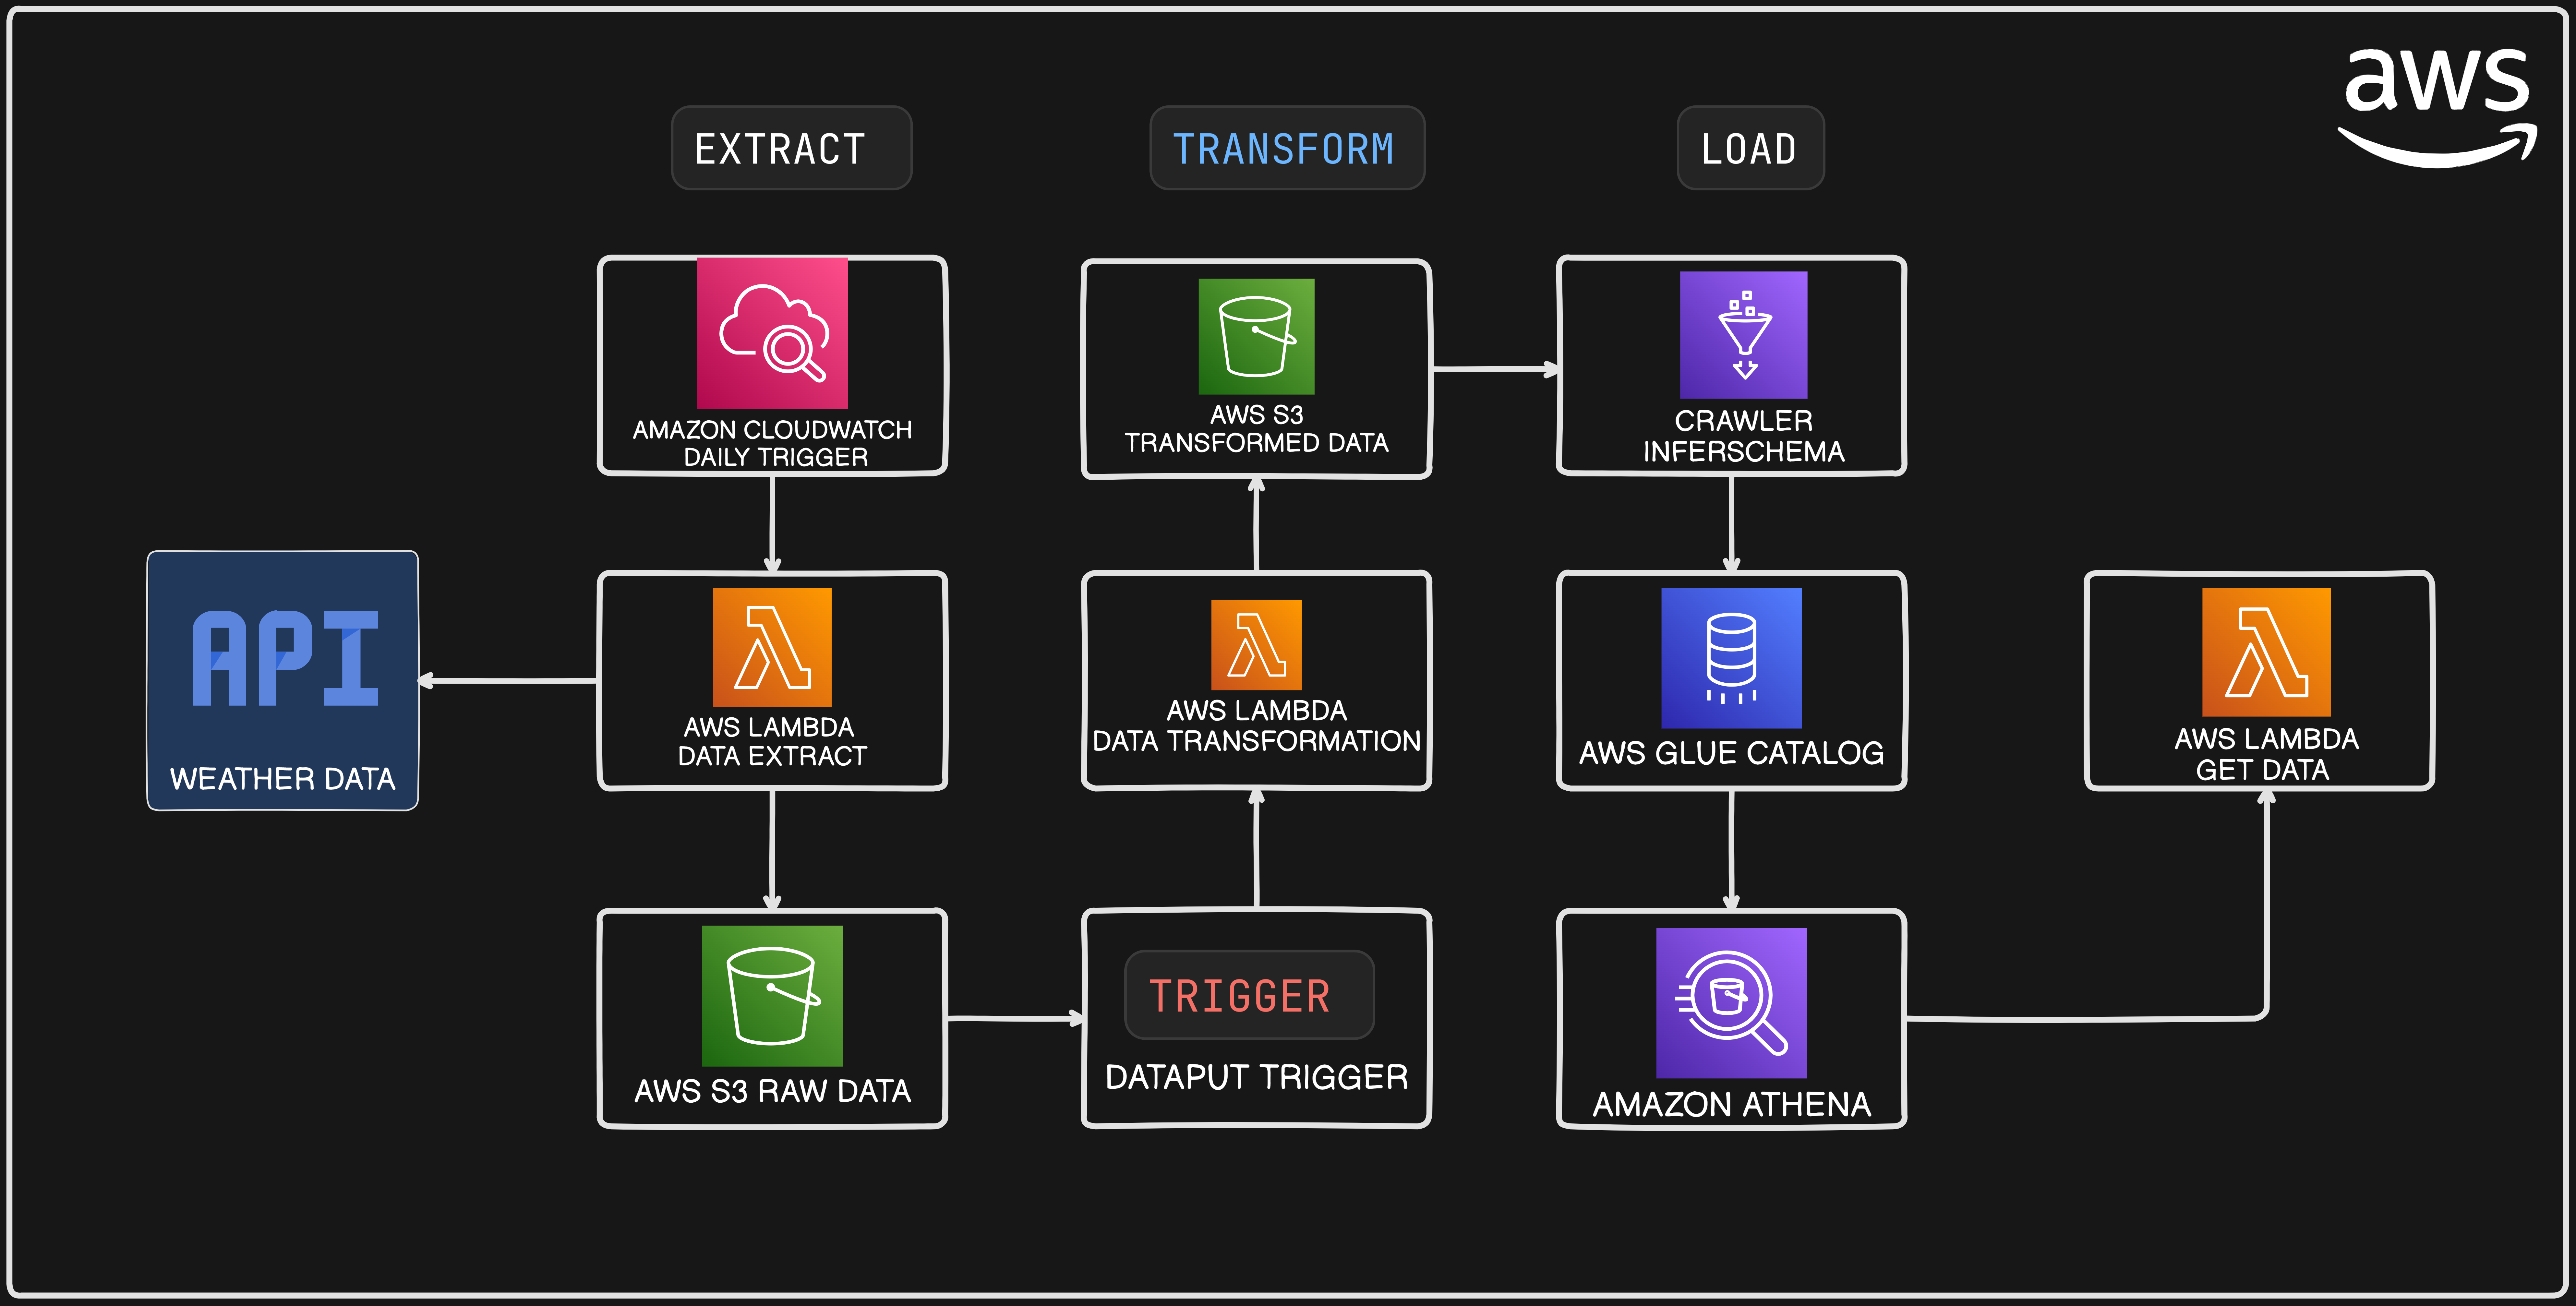 aws
EXTRACT
TRANSFORM
LOAD
AMAZON CLOUDWATCH
DAILY TRIGGER
AWS S3
TRANSFORMED DATA
CRAWLER
INFERSCHEMA
API
WEATHER DATA
AWS LAMBDA
DATA EXTRACT
AWS LAMBDA
DATA TRANSFORMATION
AWS GLUE CATALOG
AWS LAMBDA
GET DATA
AWS S3 RAW DATA
TRIGGER
DATAPUT TRIGGER
AMAZON ATHENA